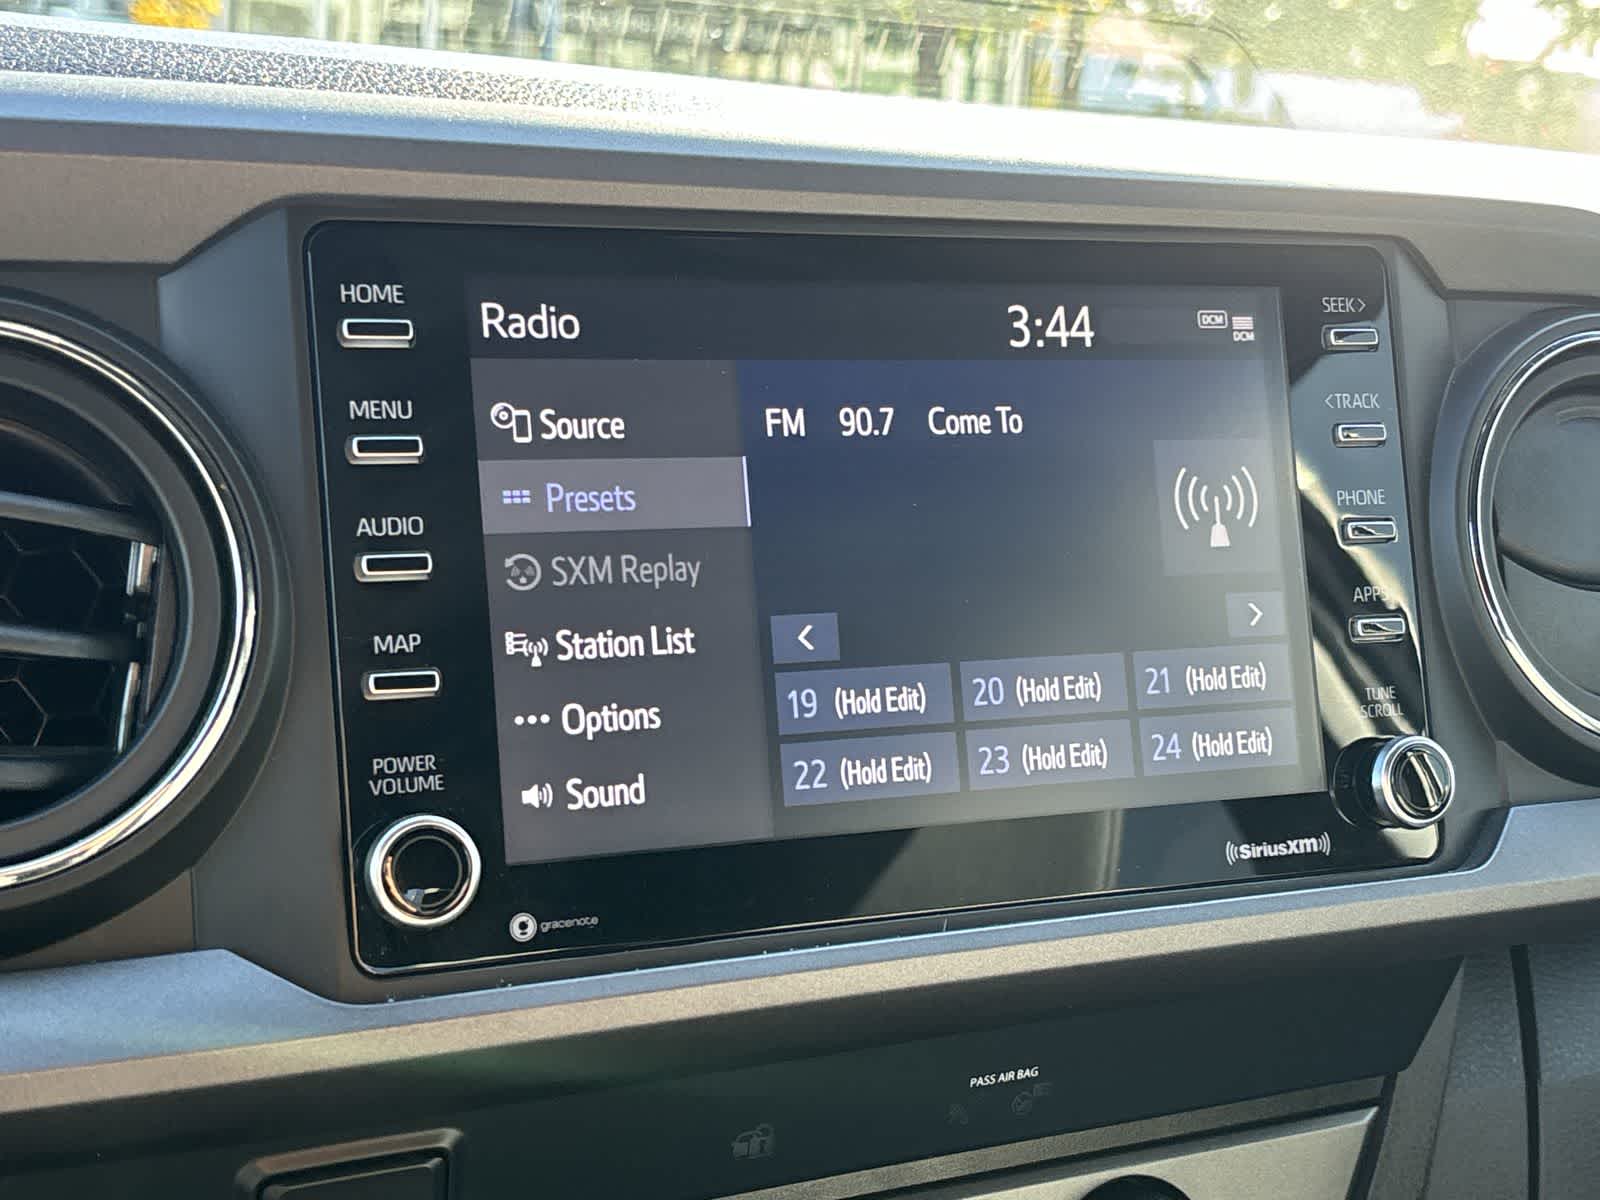 HOME
MENU
AUDIO
MAP
POWER
VOLUME
Radio
3:44
DCM
DCM
Source
Presets
SXM Replay
Station List
Options
Sound
FM 90.7 Come To
<
>
19 (Hold Edit)
20 (Hold Edit)
21 (Hold Edit)
22 (Hold Edit)
23 (Hold Edit)
24 (Hold Edit)
SEEK>
<TRACK
PHONE
APPS
TUNE
SCROLL
((SiriusXM))
gracenote
PASS AIR BAG